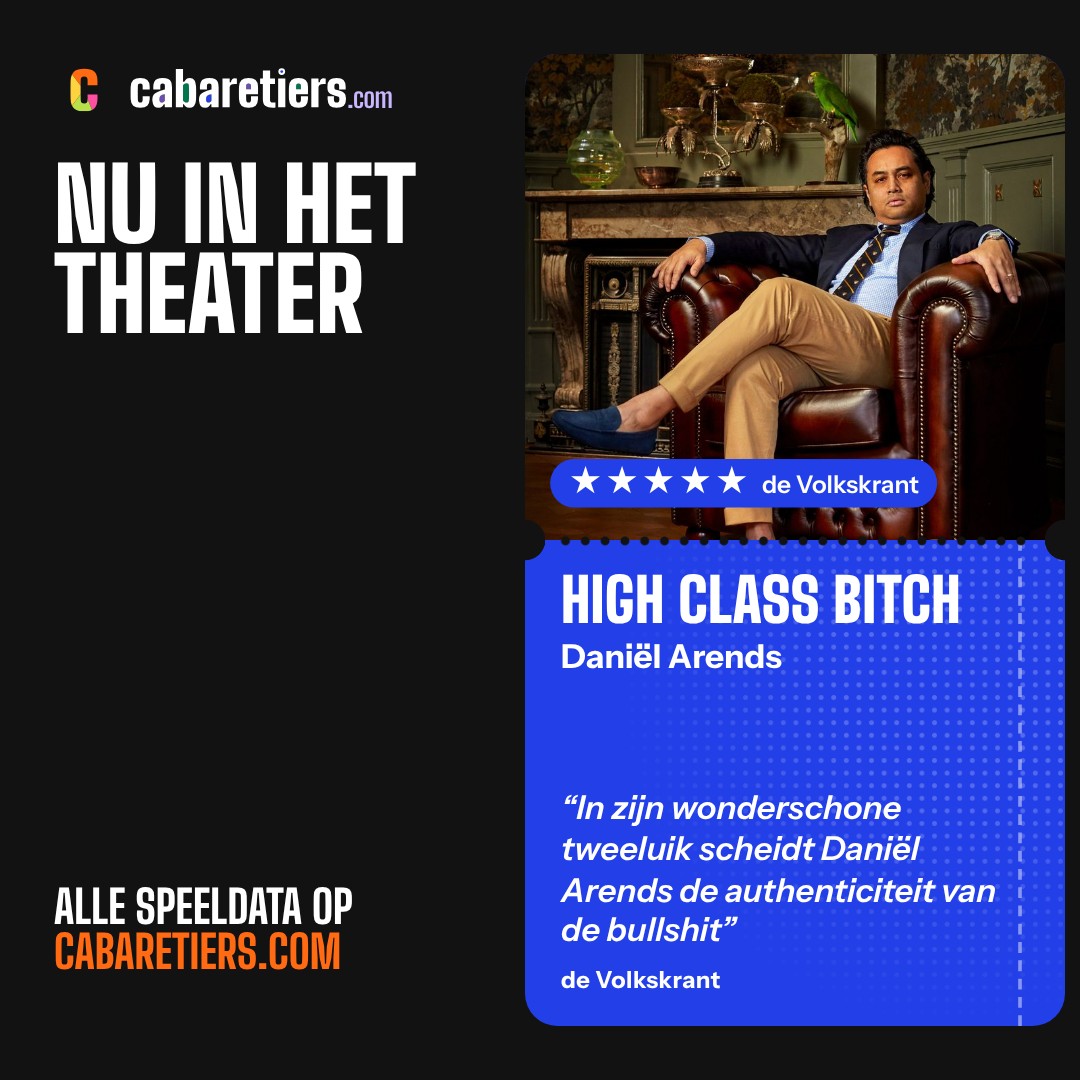 cabaretiers.com
NU IN HET
THEATER
★★★★★ de Volkskrant
HIGH CLASS BITCH
Daniël Arends
“In zijn wonderschone
tweeluik scheidt Daniël
Arends de authenticiteit van
de bullshit”
de Volkskrant
ALLE SPEELDATA OP
CABARETIERS.COM